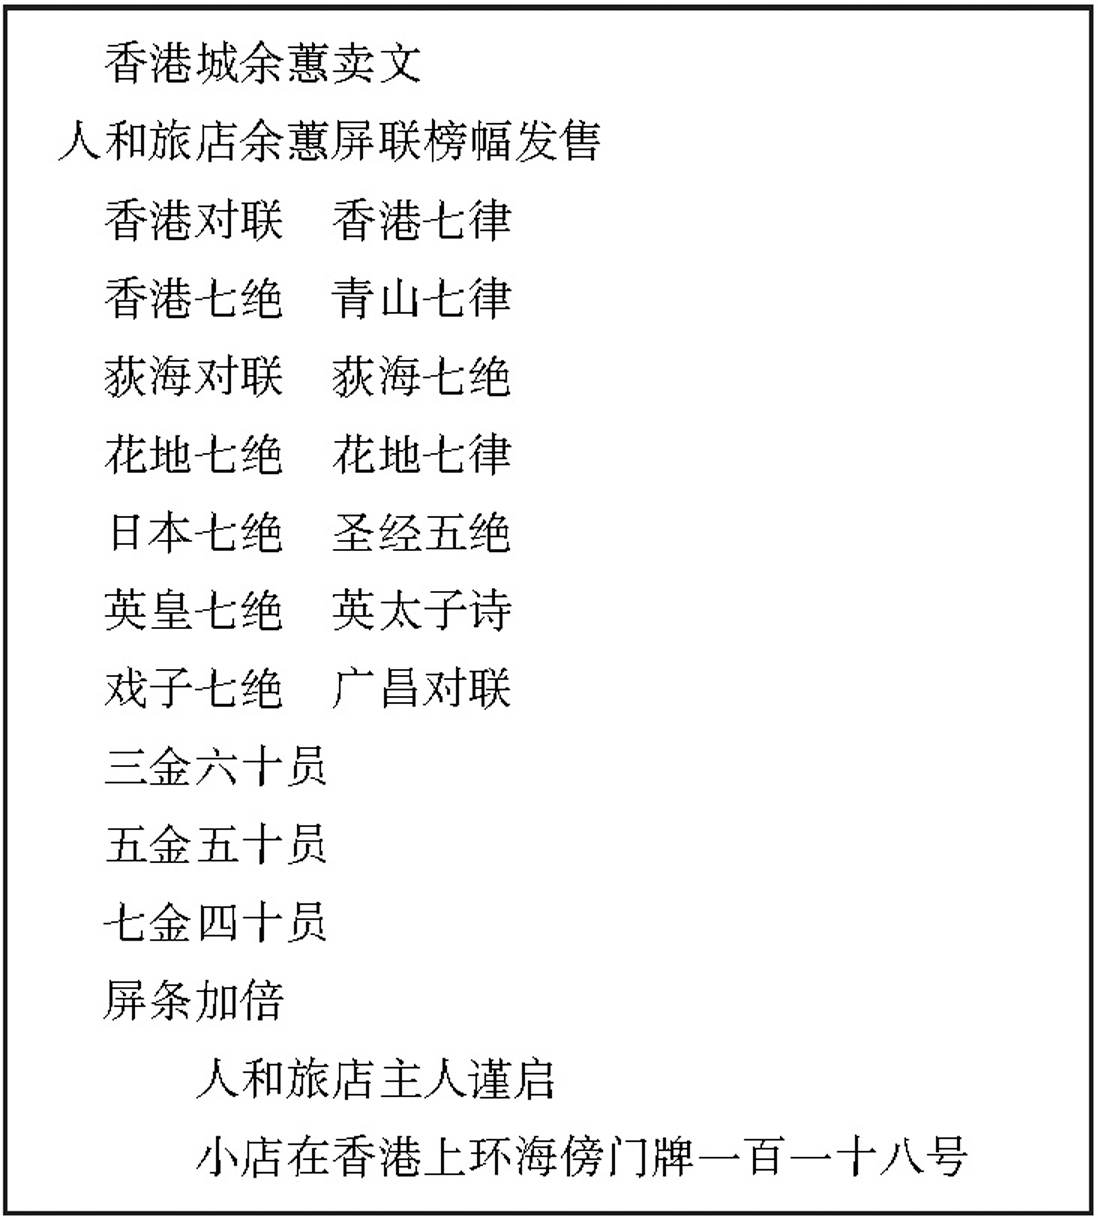 香港城余蕙卖文
人和旅店余蕙屏联榜幅发售
香港对联　香港七律
香港七绝　青山七律
荻海对联　荻海七绝
花地七绝　花地七律
日本七绝　圣经五绝
英皇七绝　英太子诗
戏子七绝　广昌对联
三金六十员
五金五十员
七金四十员
屏条加倍
人和旅店主人谨启
小店在香港上环海傍门牌一百一十八号